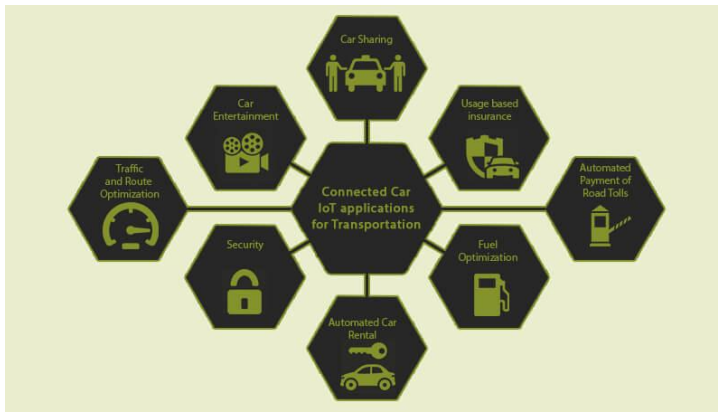 Car Sharing
Car
Entertainment
Usage based
insurance
Traffic
and Route
Optimization
Connected Car
IoT applications
for Transportation
Automated
Payment of
Road Tolls
Security
Fuel
Optimization
Automated Car
Rental